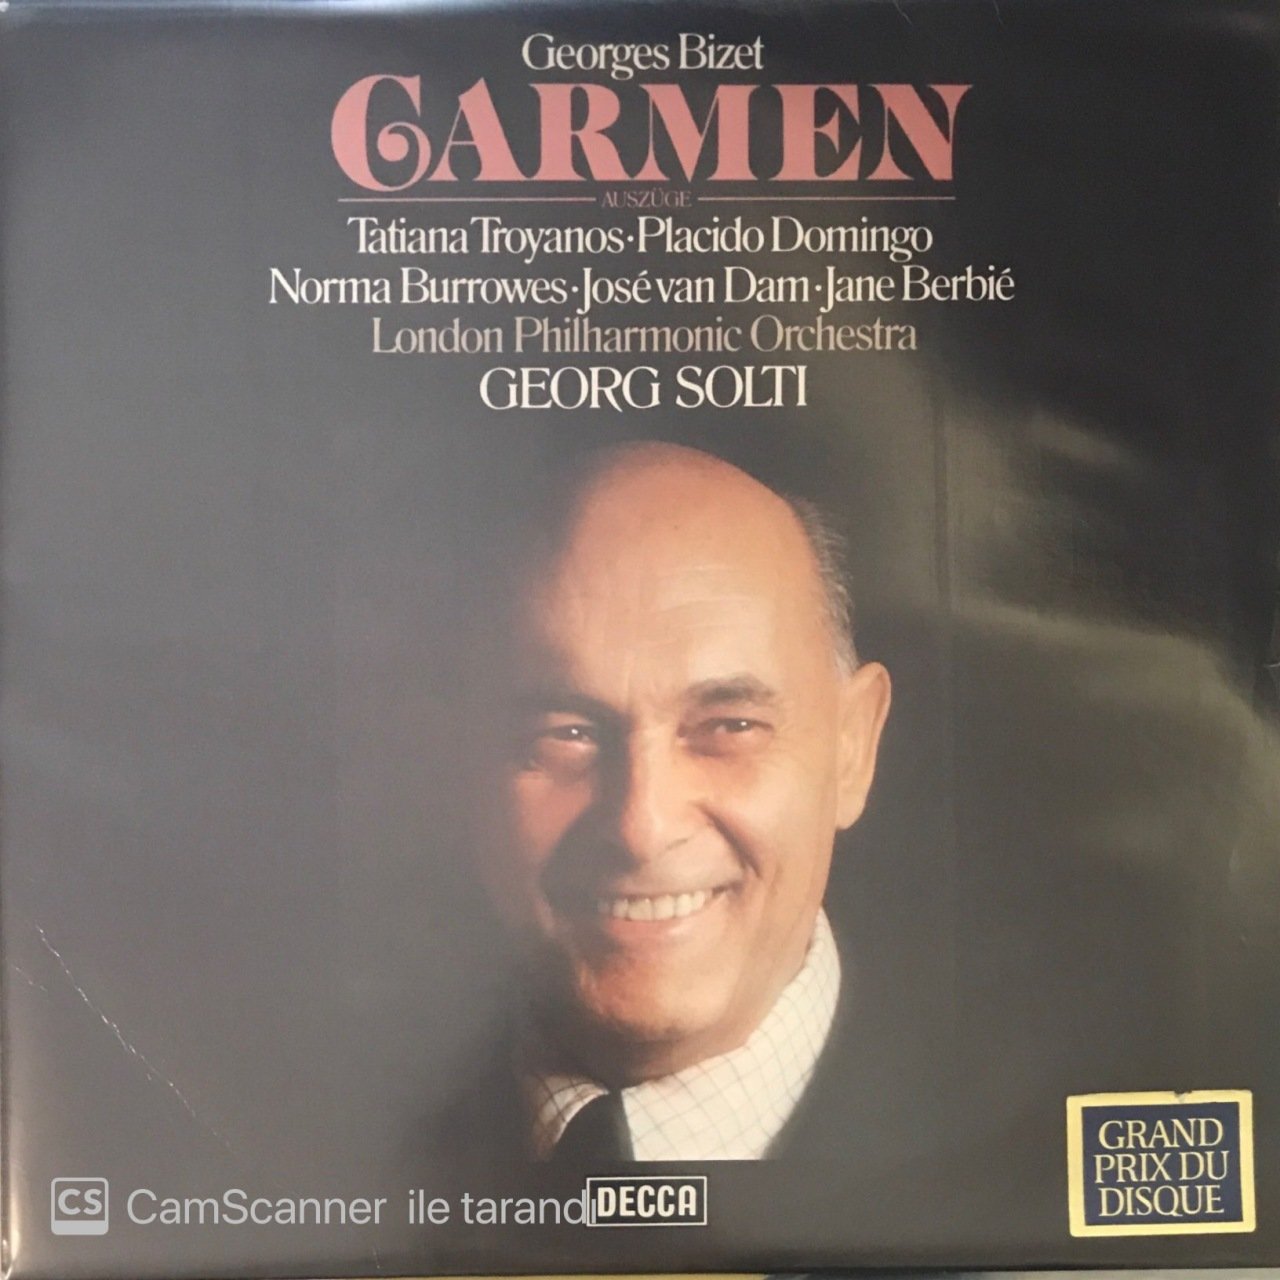 Georges Bizet
CARMEN
AUSZÜGE
Tatiana Troyanos·Placido Domingo
Norma Burrowes·José van Dam·Jane Berbié
London Philharmonic Orchestra
GEORG SOLTI
GRAND
PRIX DU
DISQUE
CS CamScanner ile tarandı
DECCA